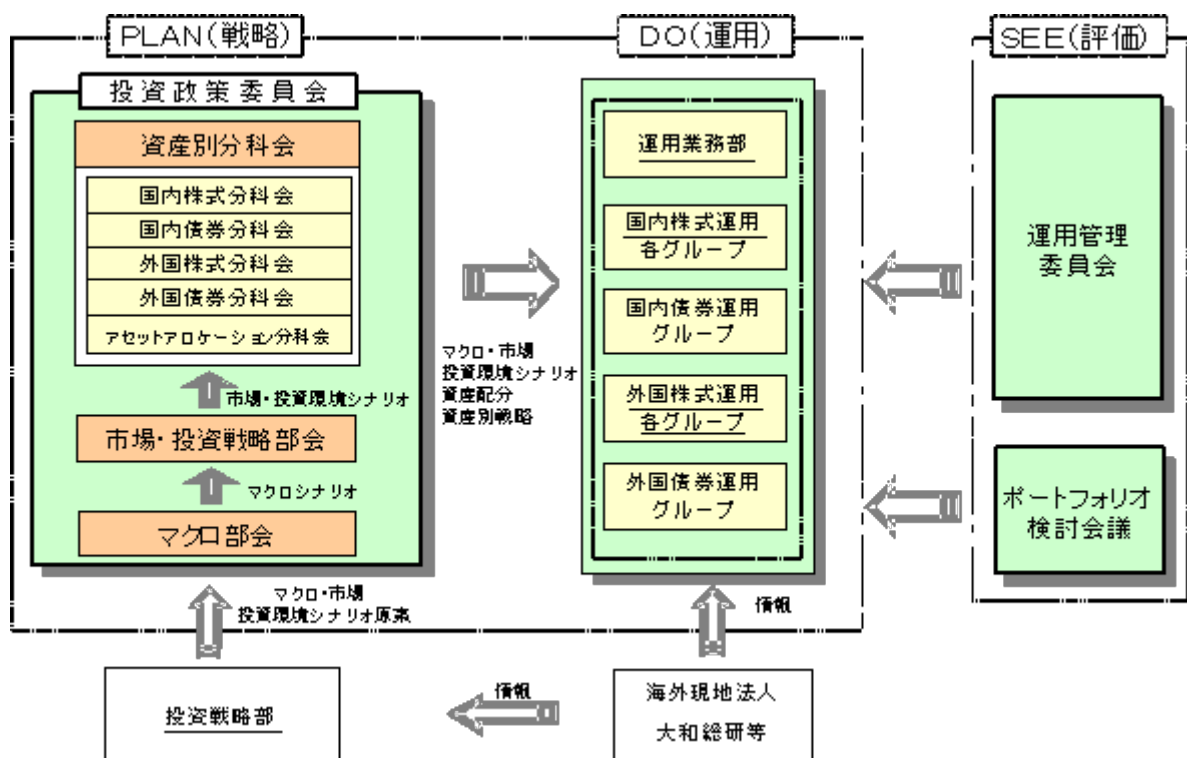 PLAN(戦略)
投資政策委員会
資産別分科会
国内株式分科会
国内債券分科会
外国株式分科会
外国債券分科会
アセットアロケーション分科会
市場・投資環境シナリオ
市場・投資戦略部会
マクロシナリオ
マクロ部会
マクロ・市場
投資環境シナリオ原案
投資戦略部
マクロ・市場
投資環境シナリオ
資産配分
資産別戦略
DO(運用)
運用業務部
国内株式運用
各グループ
国内債券運用
グループ
外国株式運用
各グループ
外国債券運用
グループ
情報
情報
海外現地法人
大和総研等
SEE(評価)
運用管理
委員会
ポートフォリオ
検討会議